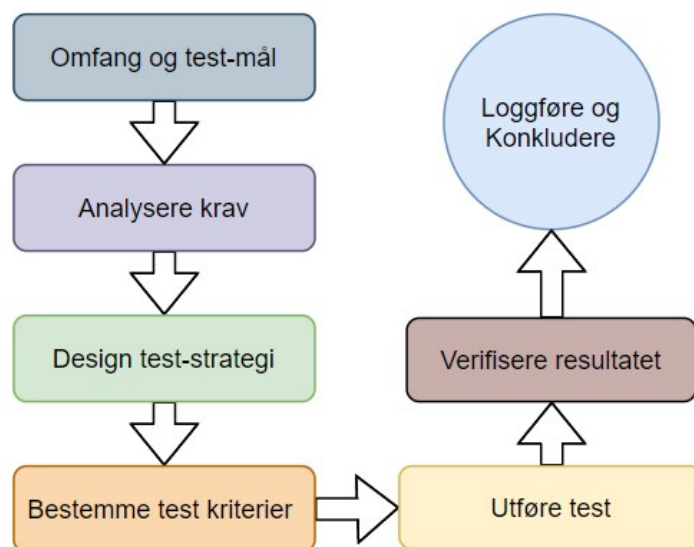 Omfang og test-mål
Analysere krav
Design test-strategi
Bestemme test kriterier
Utføre test
Verifisere resultatet
Loggføre og
Konkludere